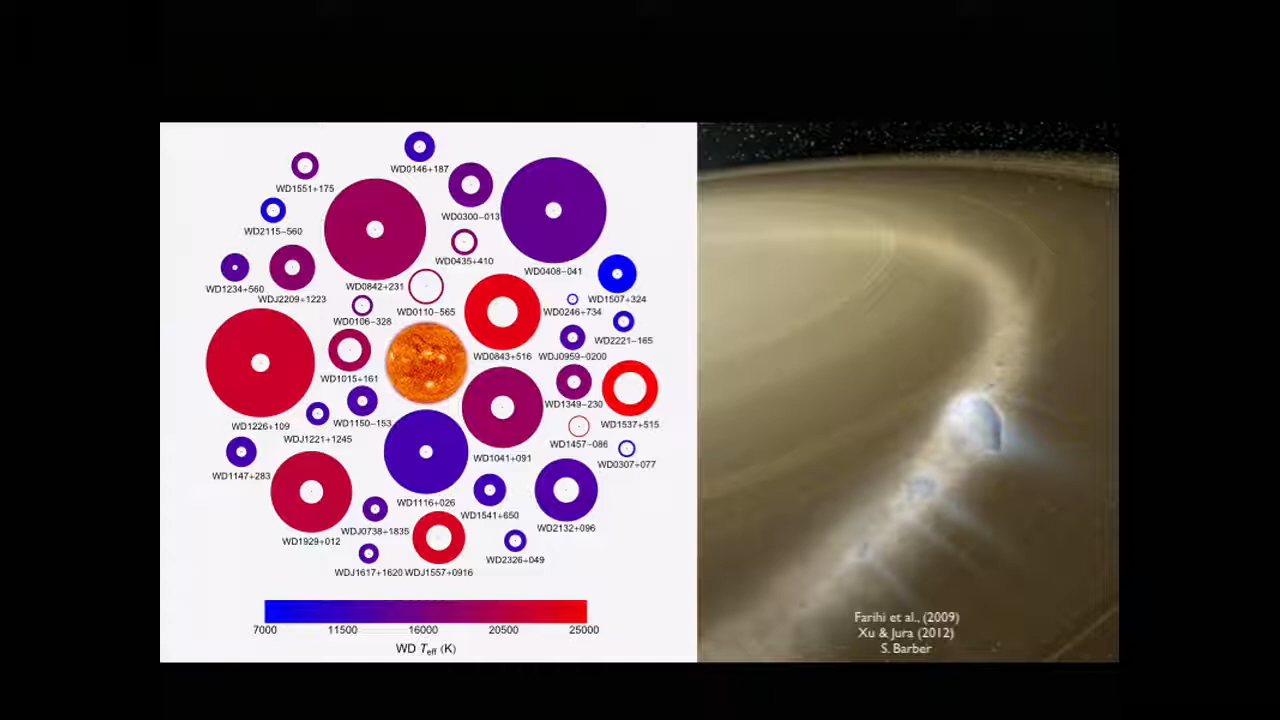 WD0146+187
WD1551+175
WD0300−013
WD2115−560
WD0435+410
WD0408−041
WD1234+560
WD0842+231
WDJ2209+1223
WD1507+324
WD0110−565
WD0246+734
WD0106−328
WD2221−165
WD0843+516
WDJ0959−0200
WD1015+161
WD1349−230
WD1150−153
WD1537+515
WD1226+109
WDJ1221+1245
WD1457−086
WD1041+091
WD0307+077
WD1147+283
WD1116+026
WD1541+650
WD2132+096
WDJ0738+1835
WD1929+012
WD2326+049
WDJ1617+1620
WDJ1557+0916
7000 11500 16000 20500 25000
WD Teff (K)
Farihi et al., (2009)
Xu & Jura (2012)
S. Barber